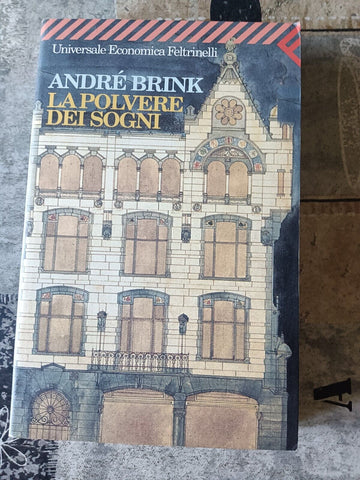 Universale Economica Feltrinelli
ANDRÉ BRINK
LA POLVERE
DEI SOGNI
A